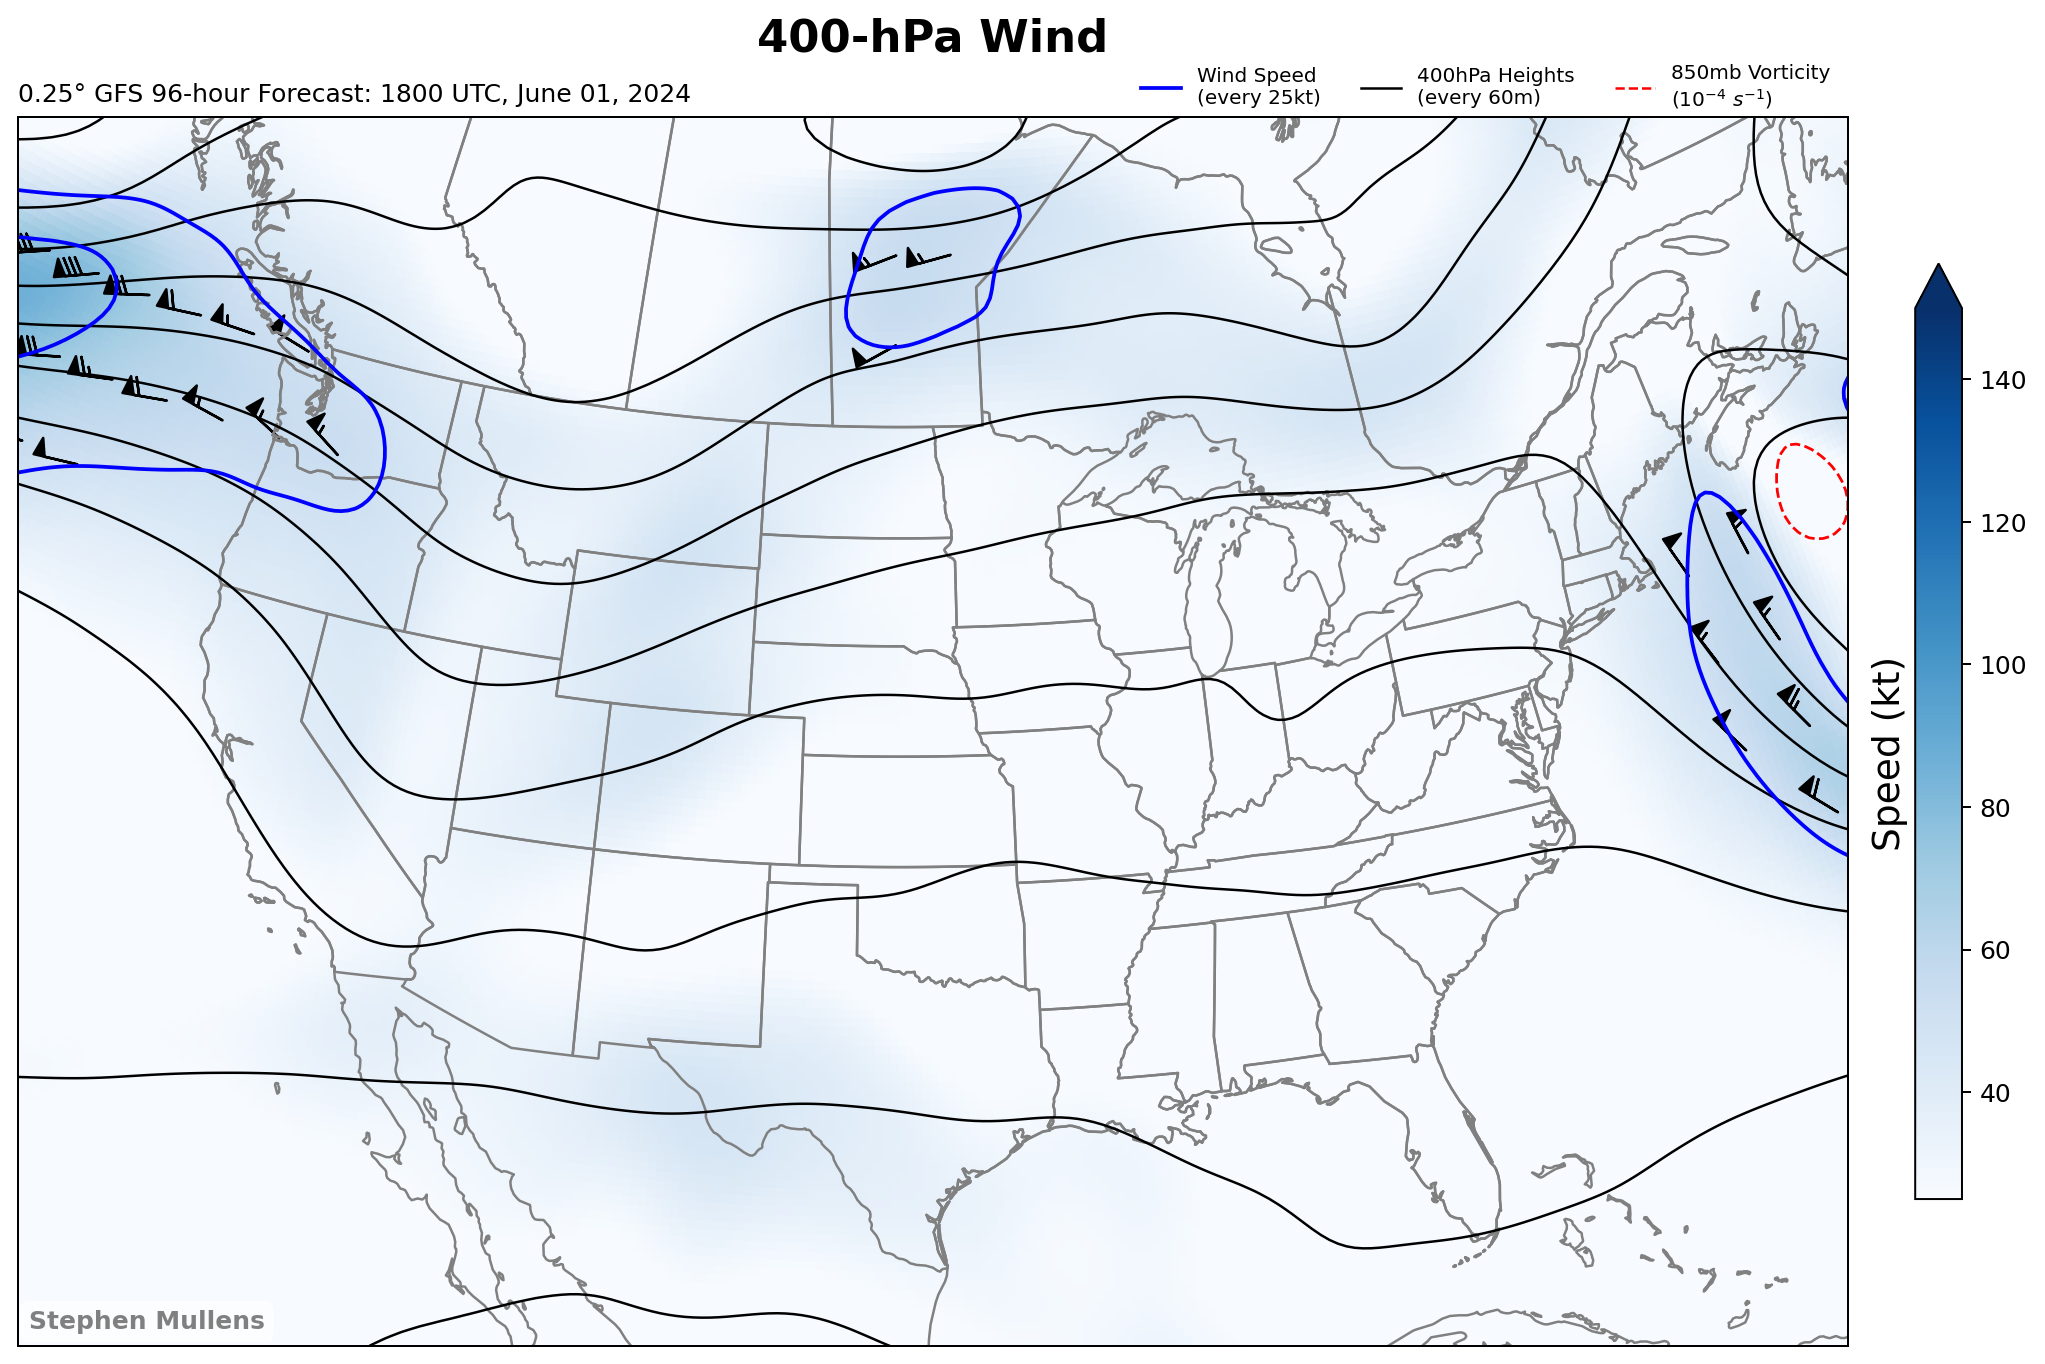 400-hPa Wind
0.25° GFS 96-hour Forecast: 1800 UTC, June 01, 2024
Wind Speed
(every 25kt)
400hPa Heights
(every 60m)
850mb Vorticity
(10⁻⁴ s⁻¹)
140
120
100
80
60
40
Speed (kt)
Stephen Mullens